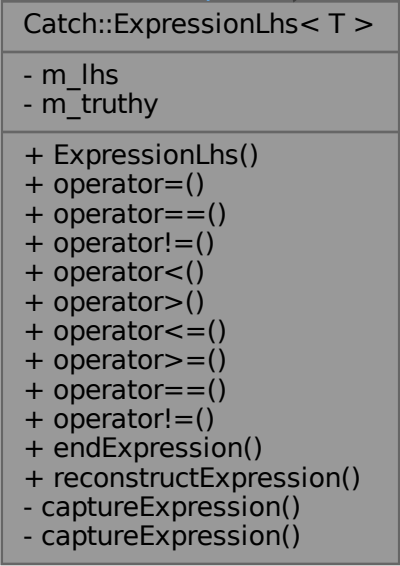 Catch::ExpressionLhs< T >
- m_lhs
- m_truthy
+ ExpressionLhs()
+ operator=()
+ operator==()
+ operator!=()
+ operator<()
+ operator>()
+ operator<=()
+ operator>=()
+ operator==()
+ operator!=()
+ endExpression()
+ reconstructExpression()
- captureExpression()
- captureExpression()